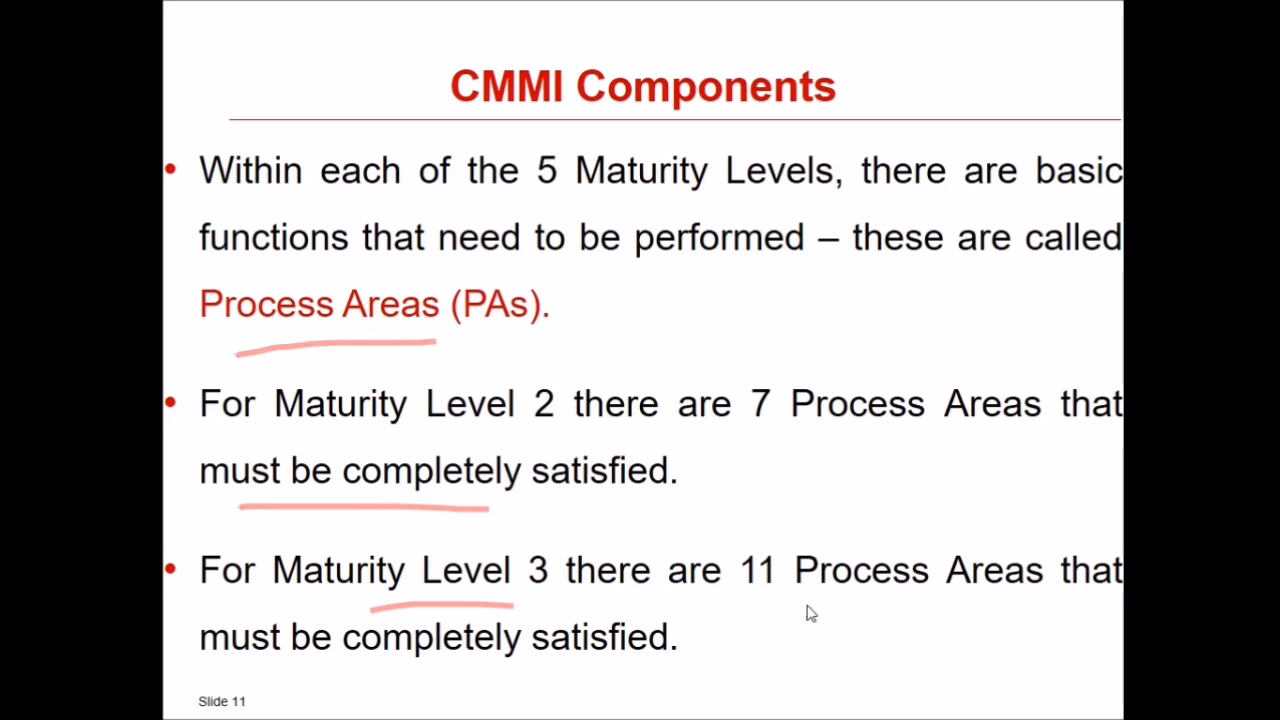 CMMI Components
• Within each of the 5 Maturity Levels, there are basic
functions that need to be performed – these are called
Process Areas (PAs).
• For Maturity Level 2 there are 7 Process Areas that
must be completely satisfied.
• For Maturity Level 3 there are 11 Process Areas that
must be completely satisfied.
Slide 11